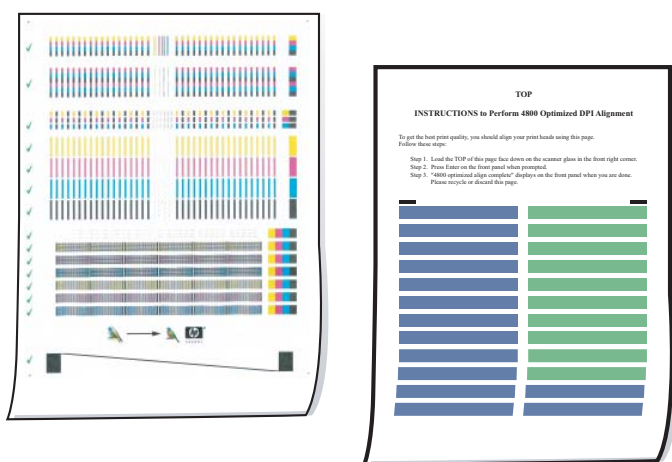 hp
TOP
INSTRUCTIONS to Perform 4800 Optimized DPI Alignment
To get the best print quality, you should align your print heads using this page.
Follow these steps:
Step 1. Load the TOP of this page face down on the scanner glass in the front right corner.
Step 2. Press Enter on the front panel when prompted.
Step 3. "4800 optimized align complete" displays on the front panel when you are done.
Please recycle or discard this page.